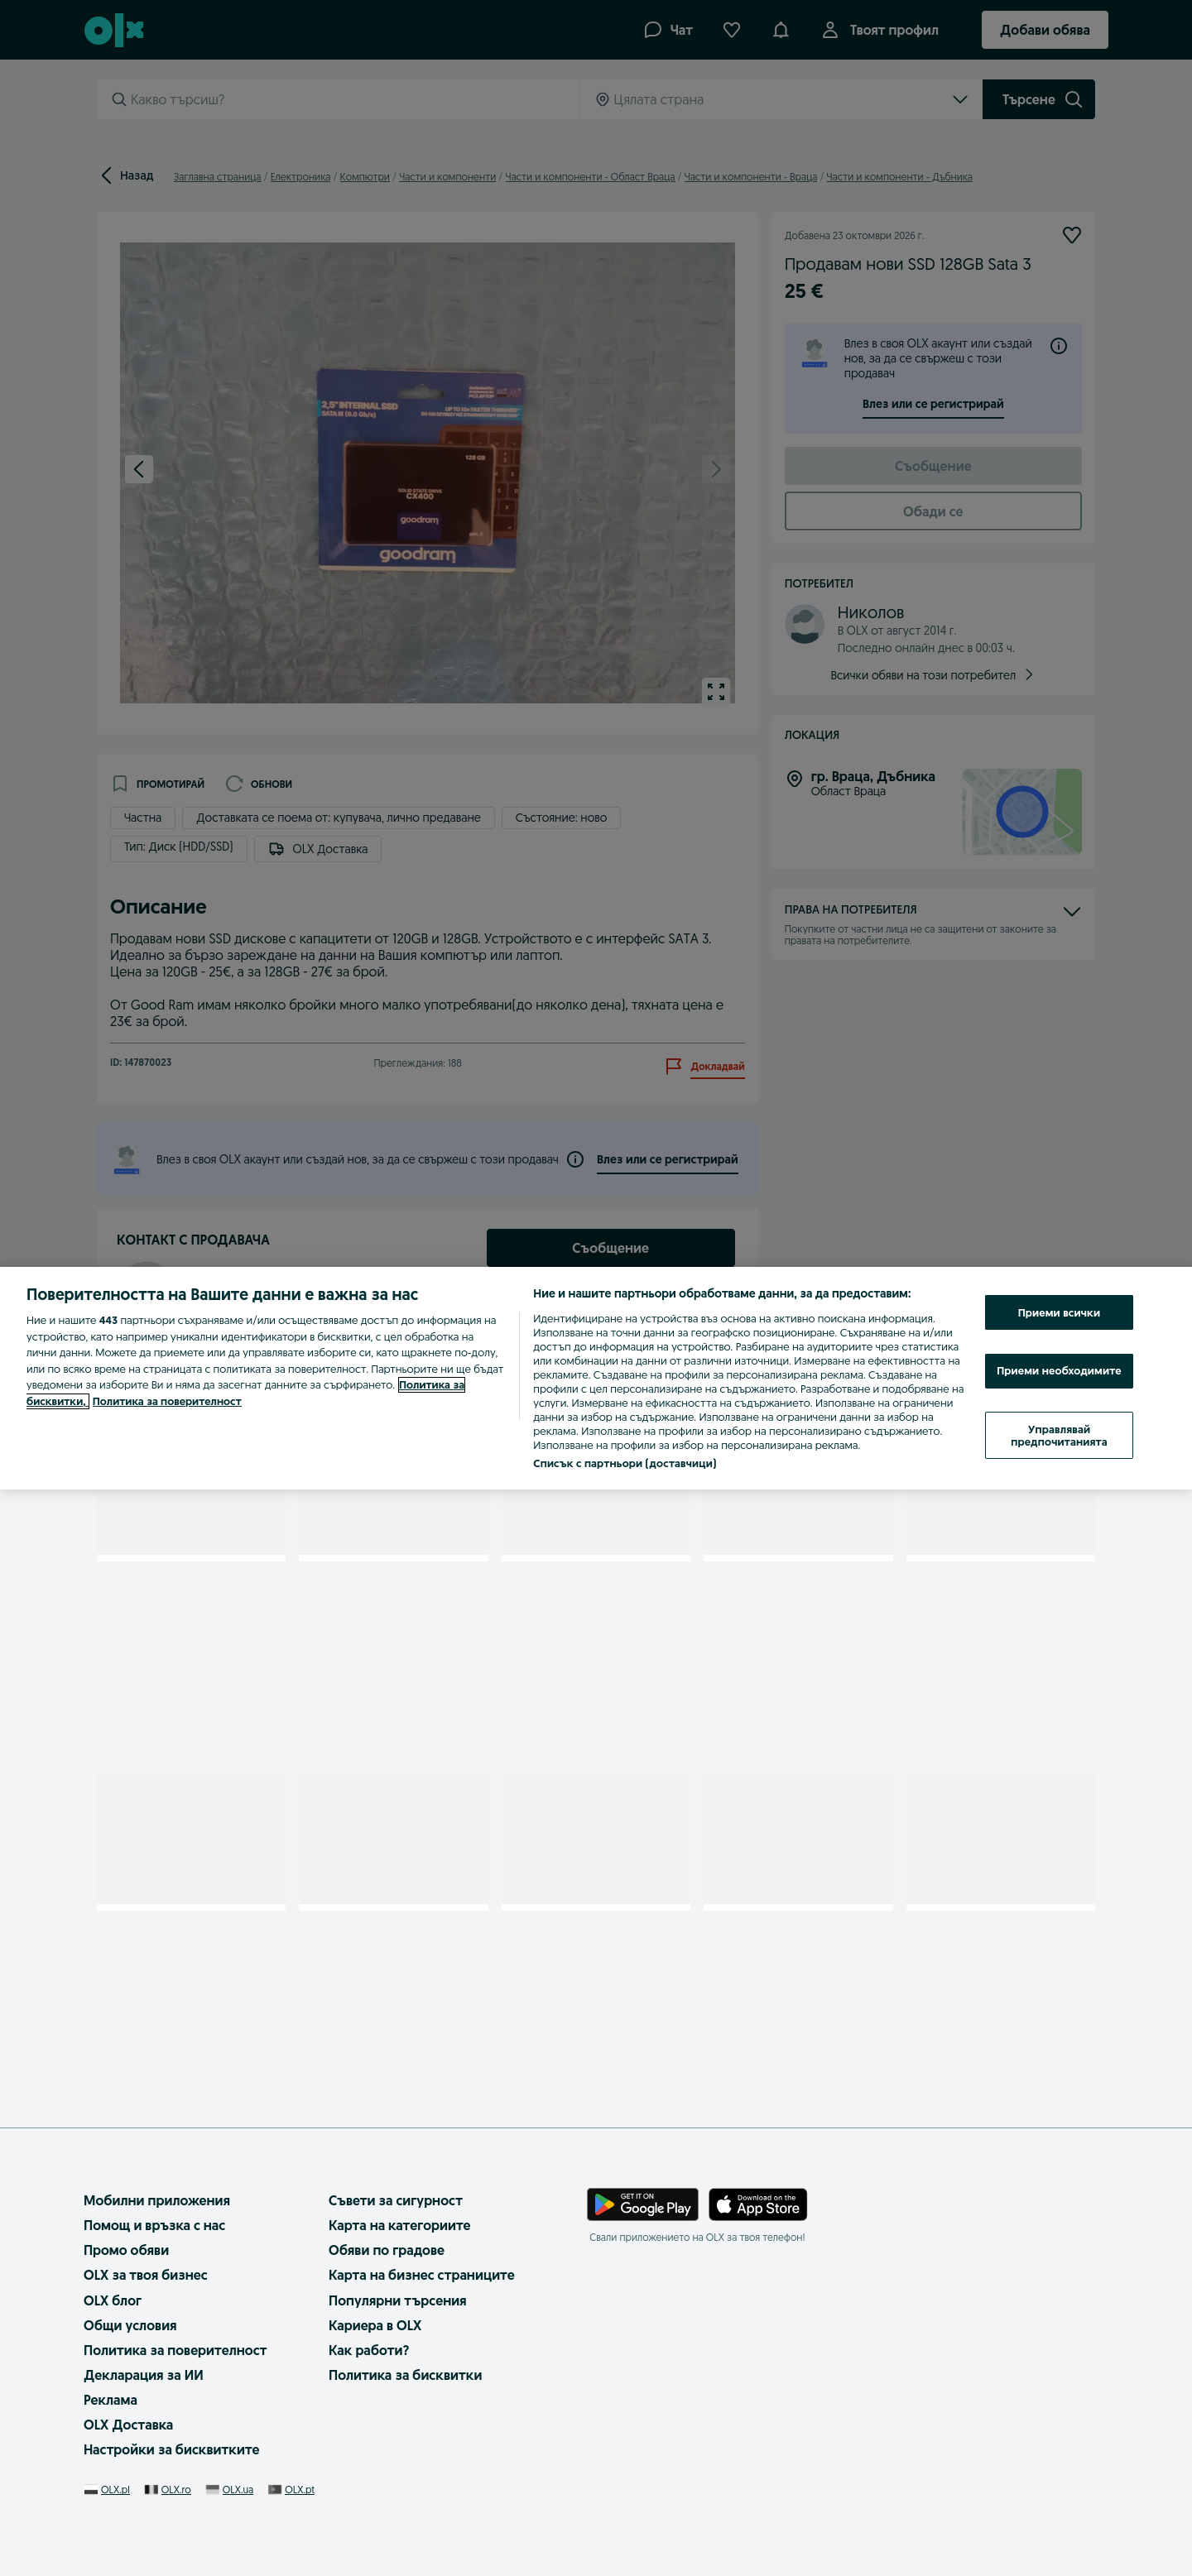 olx
Чат
Твоят профил
Добави обява
Какво търсиш?
Цялата страна
Търсене
Назад
Заглавна страница / Електроника / Компютри / Части и компоненти / Части и компоненти - Област Враца / Части и компоненти - Враца / Части и компоненти - Дъбника
2,5" INTERNAL SSD
SATA III (6.0 Gb/s)
UP TO 10x FASTER THAN HDD*
128 GB
SOLID STATE DRIVE
CX400
goodram
goodram
Добавена 23 октомври 2026 г.
Продавам нови SSD 128GB Sata 3
25 €
Влез в своя OLX акаунт или създай
нов, за да се свържеш с този
продавач
Влез или се регистрирай
Съобщение
Обади се
ПОТРЕБИТЕЛ
Николов
В OLX от август 2014 г.
Последно онлайн днес в 00:03 ч.
Всички обяви на този потребител
ЛОКАЦИЯ
гр. Враца, Дъбника
Област Враца
ПРАВА НА ПОТРЕБИТЕЛЯ
Покупките от частни лица не са защитени от законите за
правата на потребителите.
ПРОМОТИРАЙ
ОБНОВИ
Частна
Доставката се поема от: купувача, лично предаване
Състояние: ново
Тип: Диск (HDD/SSD)
OLX Доставка
Описание
Продавам нови SSD дискове с капацитети от 120GB и 128GB. Устройството е с интерфейс SATA 3.
Идеално за бързо зареждане на данни на Вашия компютър или лаптоп.
Цена за 120GB - 25€, а за 128GB - 27€ за брой.
От Good Ram имам няколко бройки много малко употребявани(до няколко дена), тяхната цена е
23€ за брой.
ID: 147870023
Преглеждания: 188
Докладвай
Влез в своя OLX акаунт или създай нов, за да се свържеш с този продавач
Влез или се регистрирай
КОНТАКТ С ПРОДАВАЧА
Съобщение
Поверителността на Вашите данни е важна за нас
Ние и нашите 443 партньори съхраняваме и/или осъществяваме достъп до информация на
устройство, като например уникални идентификатори в бисквитки, с цел обработка на
лични данни. Можете да приемете или да управлявате изборите си, като щракнете по-долу,
или по всяко време на страницата с политиката за поверителност. Партньорите ни ще бъдат
уведомени за изборите Ви и няма да засегнат данните за сърфирането. Политика за
бисквитки, Политика за поверителност
Ние и нашите партньори обработваме данни, за да предоставим:
Идентифициране на устройства въз основа на активно поискана информация.
Използване на точни данни за географско позициониране. Съхраняване на и/или
достъп до информация на устройство. Разбиране на аудиториите чрез статистика
или комбинации на данни от различни източници. Измерване на ефективността на
рекламите. Създаване на профили за персонализирана реклама. Създаване на
профили с цел персонализиране на съдържанието. Разработване и подобряване на
услуги. Измерване на ефикасността на съдържанието. Използване на ограничени
данни за избор на съдържание. Използване на ограничени данни за избор на
реклама. Използване на профили за избор на персонализирано съдържанието.
Използване на профили за избор на персонализирана реклама.
Списък с партньори (доставчици)
Приеми всички
Приеми необходимите
Управлявай
предпочитанията
Мобилни приложения
Помощ и връзка с нас
Промо обяви
OLX за твоя бизнес
OLX блог
Общи условия
Политика за поверителност
Декларация за ИИ
Реклама
OLX Доставка
Настройки за бисквитките
Съвети за сигурност
Карта на категориите
Обяви по градове
Карта на бизнес страниците
Популярни търсения
Кариера в OLX
Как работи?
Политика за бисквитки
GET IT ON
Google Play
Download on the
App Store
Свали приложението на OLX за твоя телефон!
OLX.pl
OLX.ro
OLX.ua
OLX.pt